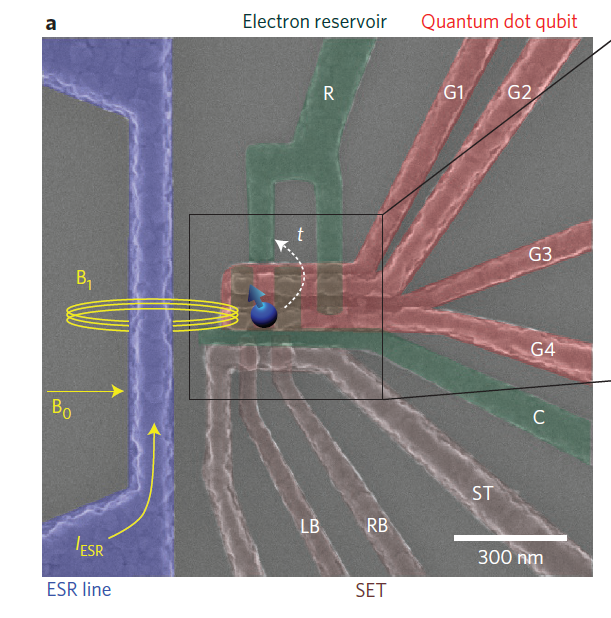 a
Electron reservoir
Quantum dot qubit
R
G1
G2
t
G3
B1
G4
B0
C
ST
LB
RB
IESR
300 nm
ESR line
SET